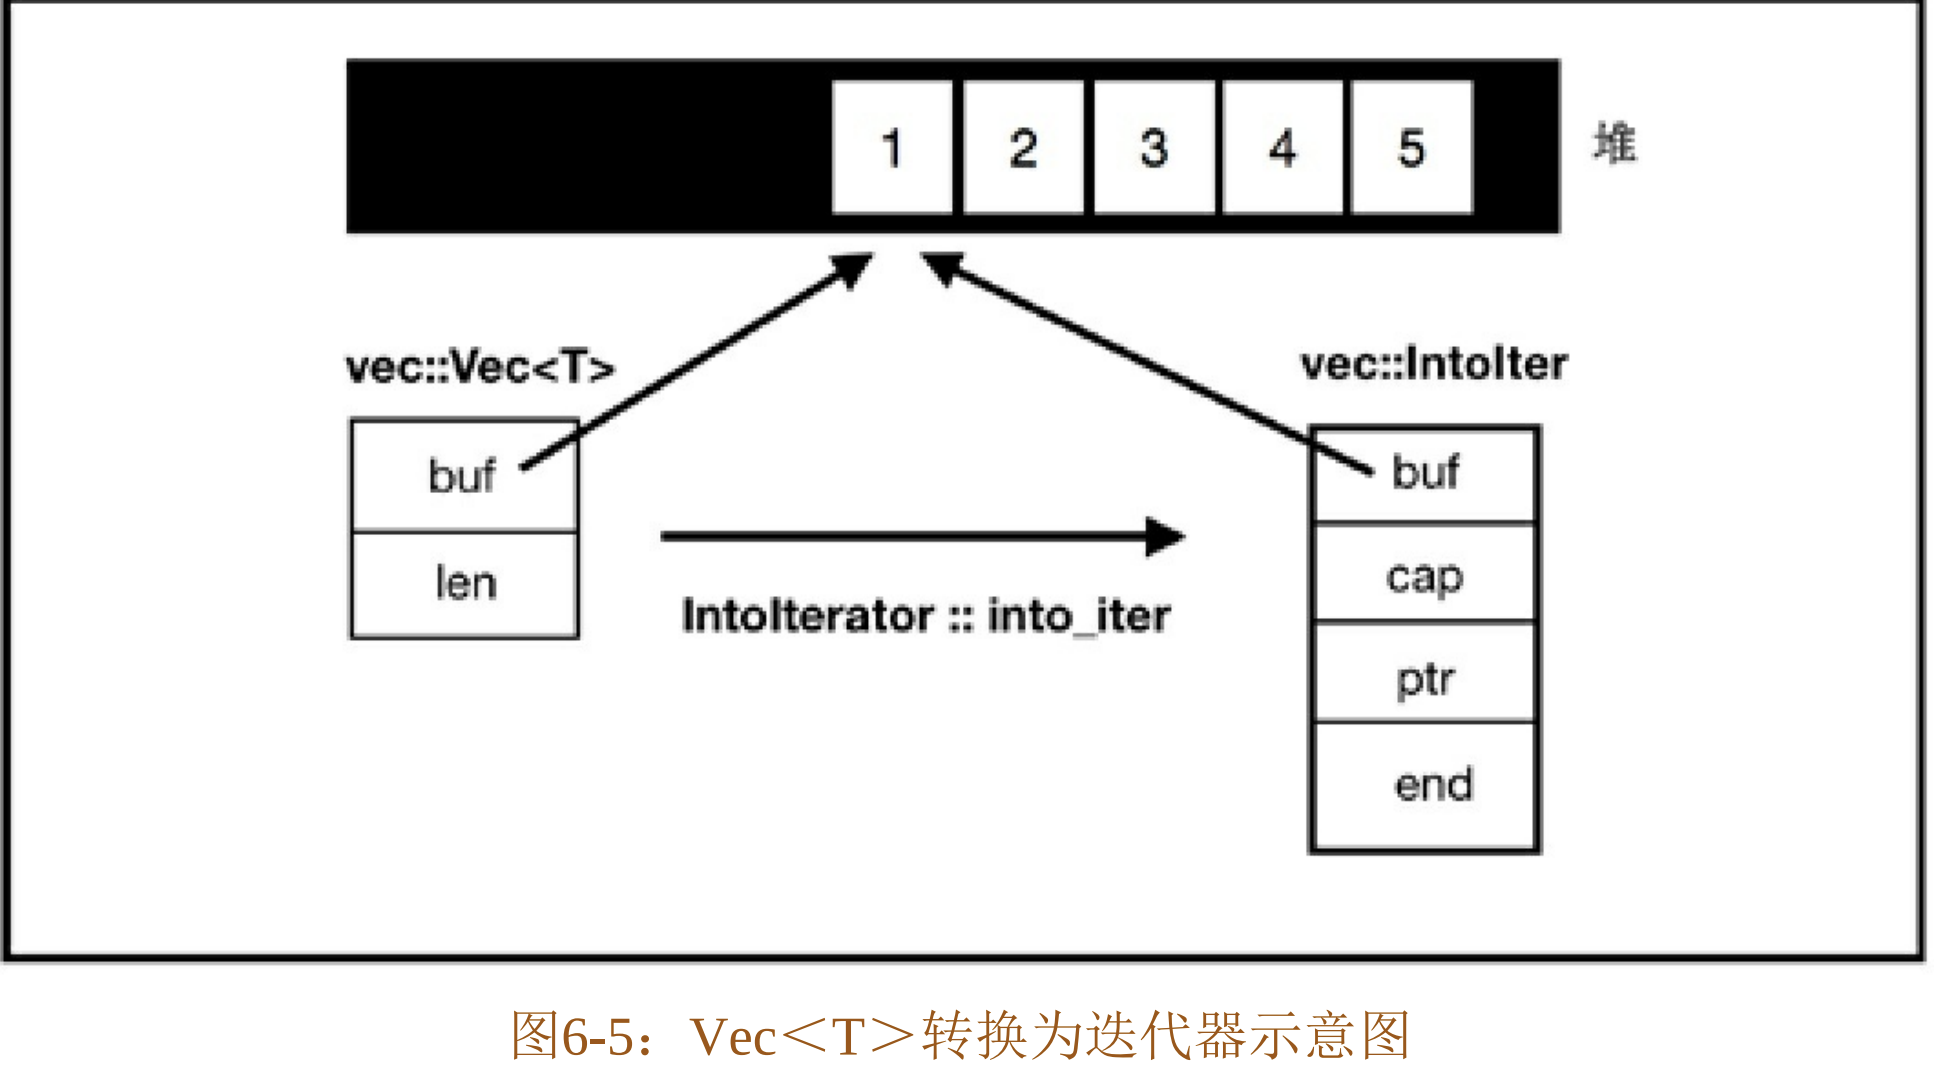 1 2 3 4 5 堆
vec::Vec<T>
buf
len
IntoIterator :: into_iter
vec::IntoIter
buf
cap
ptr
end
图6-5：Vec＜T＞转换为迭代器示意图